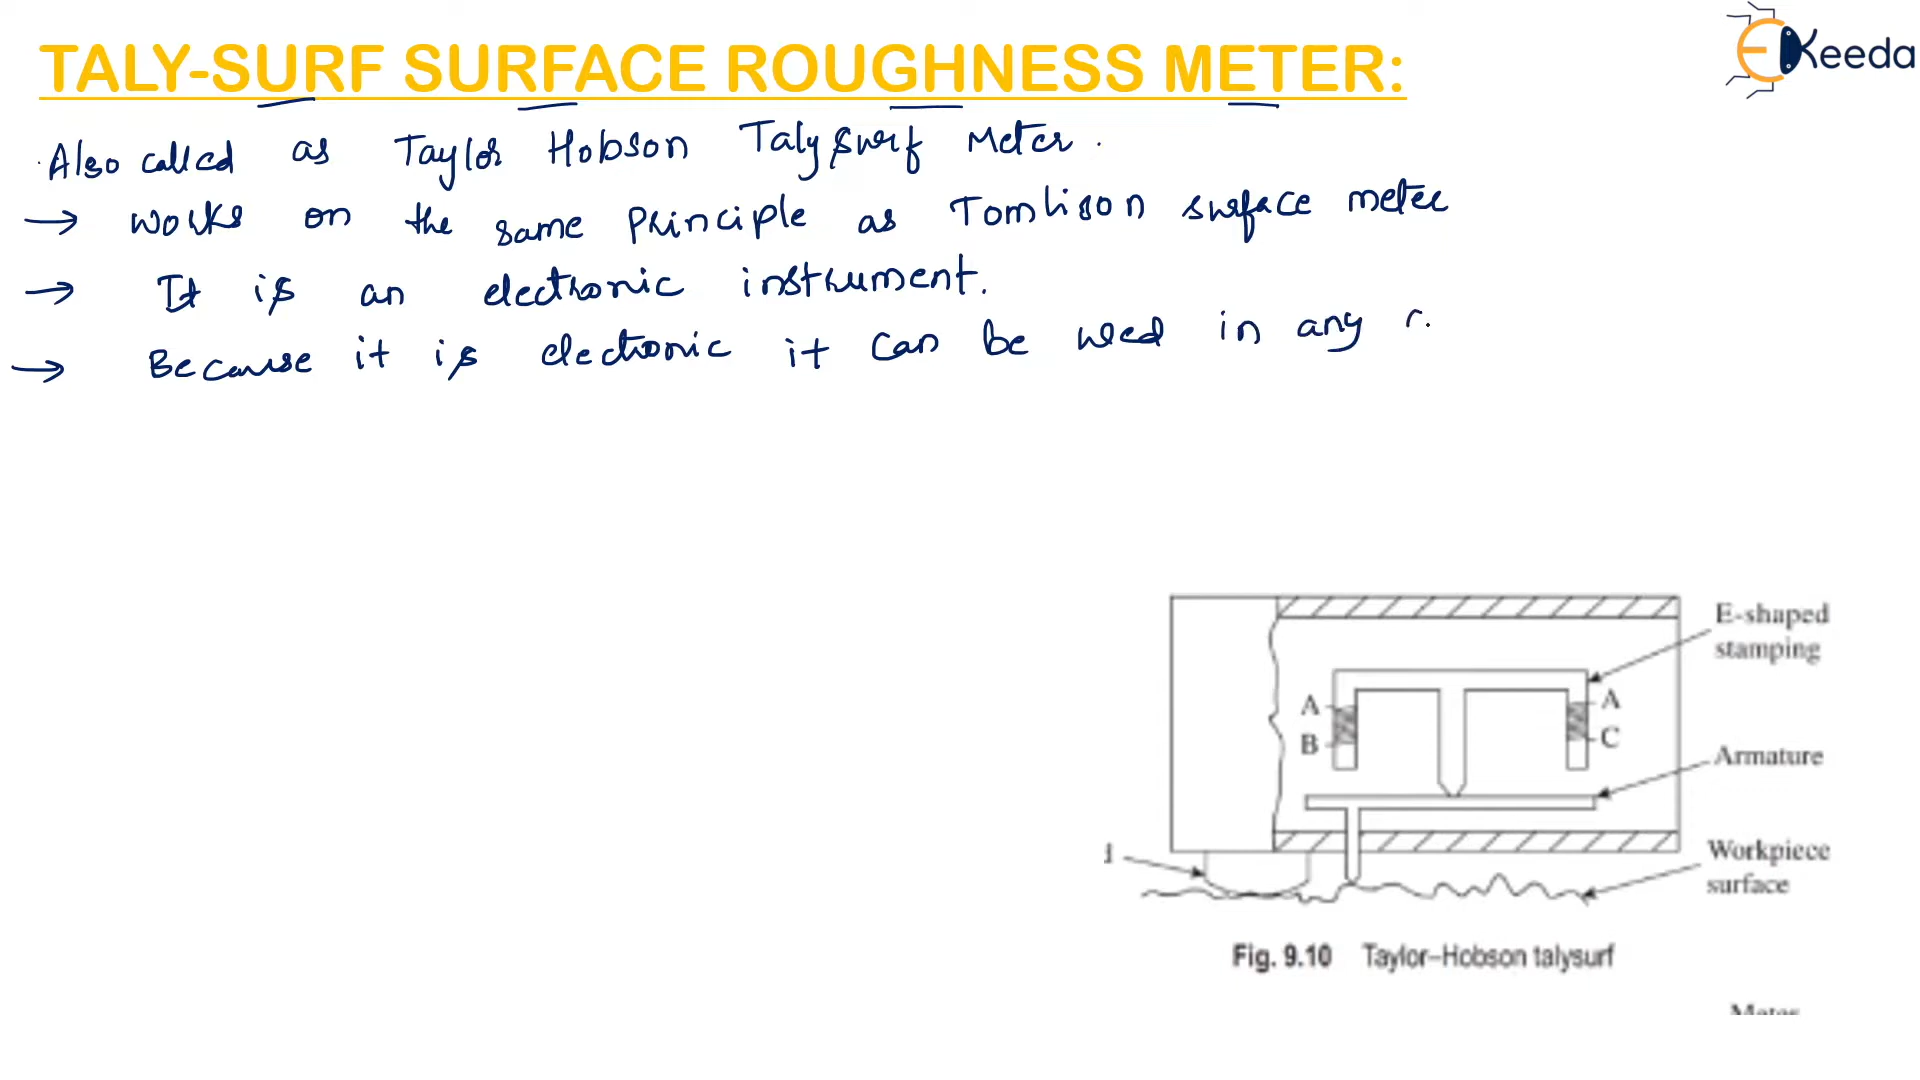 TALY-SURF SURFACE ROUGHNESS METER:
EKeeda
Also called as Taylor Hobson Talysurf Meter.
→ Works on the same Principle as Tomlison surface meter
→ It is an electronic instrument.
→ Because it is electronic it can be used in any
E-shaped
stamping
A
A
B
C
Armature
Workpiece
surface
Fig. 9.10 Taylor–Hobson talysurf